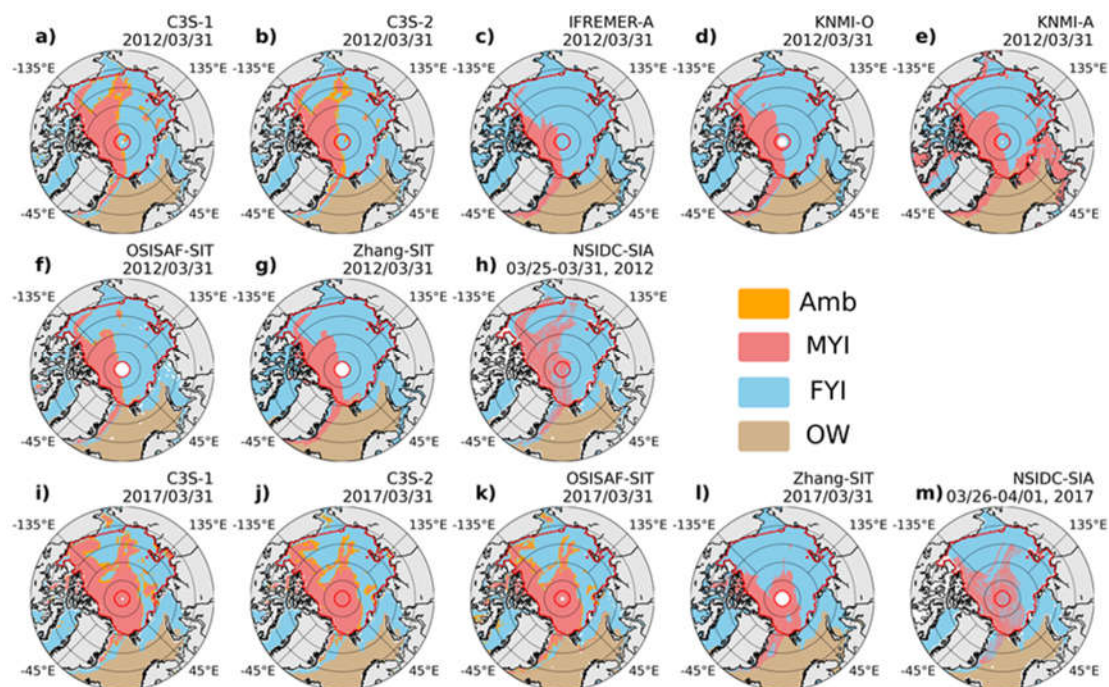 a) C3S-1
2012/03/31
-135°E 135°E
-45°E 45°E
b) C3S-2
2012/03/31
-135°E 135°E
-45°E 45°E
c) IFREMER-A
2012/03/31
-135°E 135°E
-45°E 45°E
d) KNMI-O
2012/03/31
-135°E 135°E
-45°E 45°E
e) KNMI-A
2012/03/31
-135°E 135°E
-45°E 45°E
f) OSISAF-SIT
2012/03/31
-135°E 135°E
-45°E 45°E
g) Zhang-SIT
2012/03/31
-135°E 135°E
-45°E 45°E
h) NSIDC-SIA
03/25-03/31, 2012
-135°E 135°E
-45°E 45°E
Amb
MYI
FYI
OW
i) C3S-1
2017/03/31
-135°E 135°E
-45°E 45°E
j) C3S-2
2017/03/31
-135°E 135°E
-45°E 45°E
k) OSISAF-SIT
2017/03/31
-135°E 135°E
-45°E 45°E
l) Zhang-SIT
2017/03/31
-135°E 135°E
-45°E 45°E
m) NSIDC-SIA
03/26-04/01, 2017
-135°E 135°E
-45°E 45°E